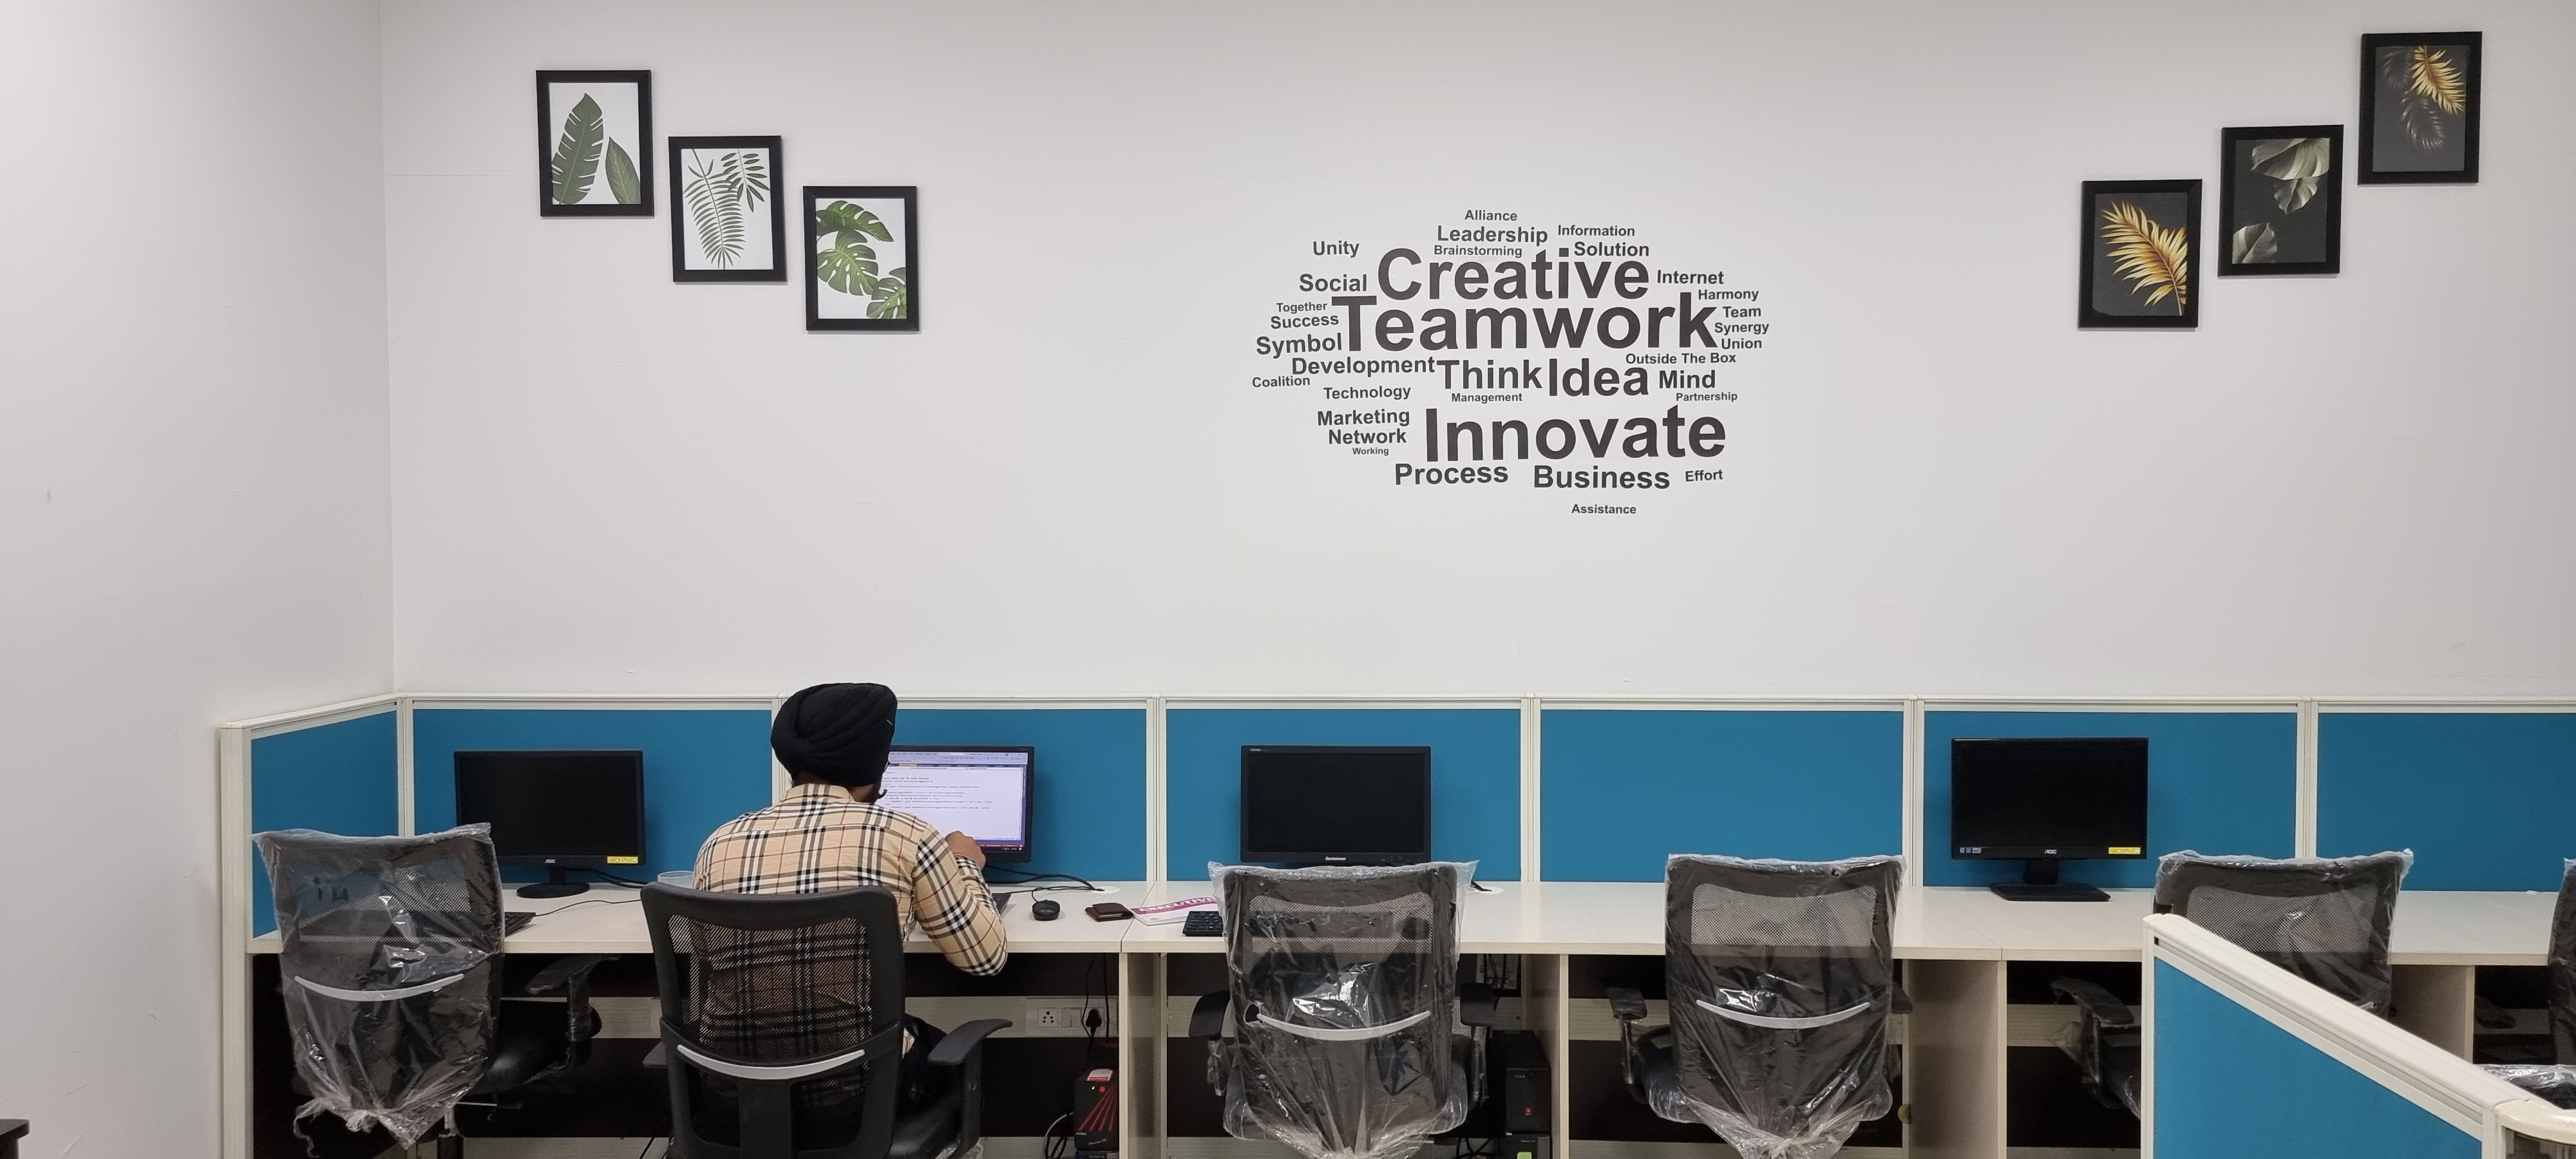 Alliance
Leadership Information
Unity Brainstorming Solution
Social Creative Internet
Harmony
Together Teamwork Team
Success Synergy
Symbol Union
Development Think Idea Outside The Box
Coalition Mind
Technology Management Partnership
Marketing Innovate
Network
Working
Process Business Effort
Assistance
AOC
lenovo
AOC
EXECUTIVE